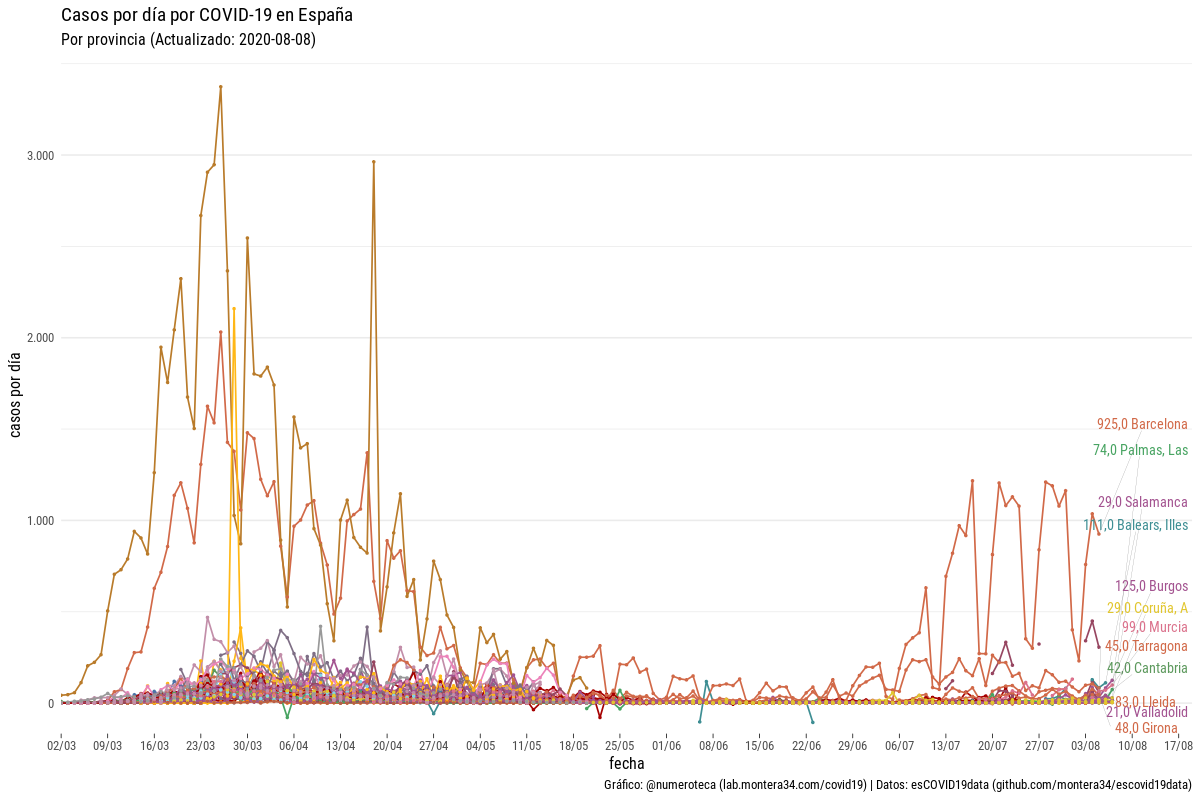 Casos por día por COVID-19 en España
Por provincia (Actualizado: 2020-08-08)
casos por día
3.000
2.000
1.000
0
925,0 Barcelona
74,0 Palmas, Las
29,0 Salamanca
111,0 Balears, Illes
125,0 Burgos
29,0 Coruña, A
99,0 Murcia
45,0 Tarragona
42,0 Cantabria
83,0 Lleida
21,0 Valladolid
48,0 Girona
02/03 09/03 16/03 23/03 30/03 06/04 13/04 20/04 27/04 04/05 11/05 18/05 25/05 01/06 08/06 15/06 22/06 29/06 06/07 13/07 20/07 27/07 03/08 10/08 17/08
fecha
Gráfico: @numeroteca (lab.montera34.com/covid19) | Datos: esCOVID19data (github.com/montera34/escovid19data)